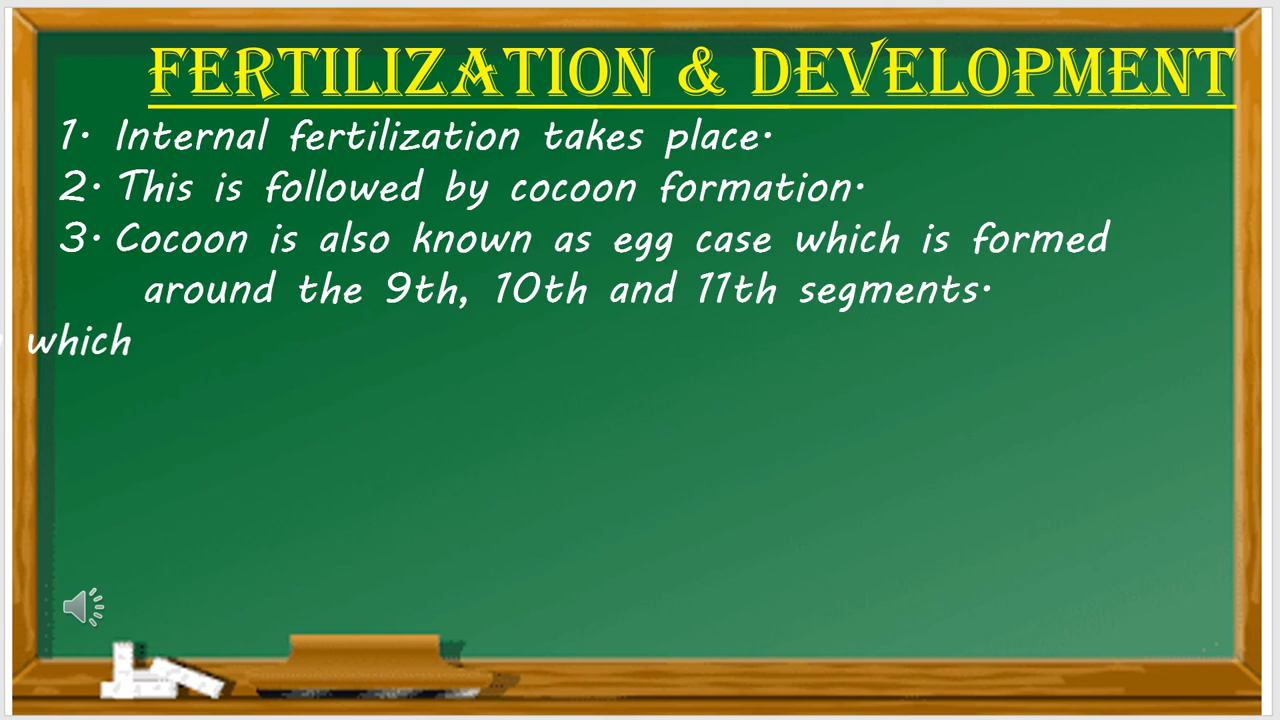 FERTILIZATION & DEVELOPMENT
1. Internal fertilization takes place.
2. This is followed by cocoon formation.
3. Cocoon is also known as egg case which is formed
around the 9th, 10th and 11th segments.
which